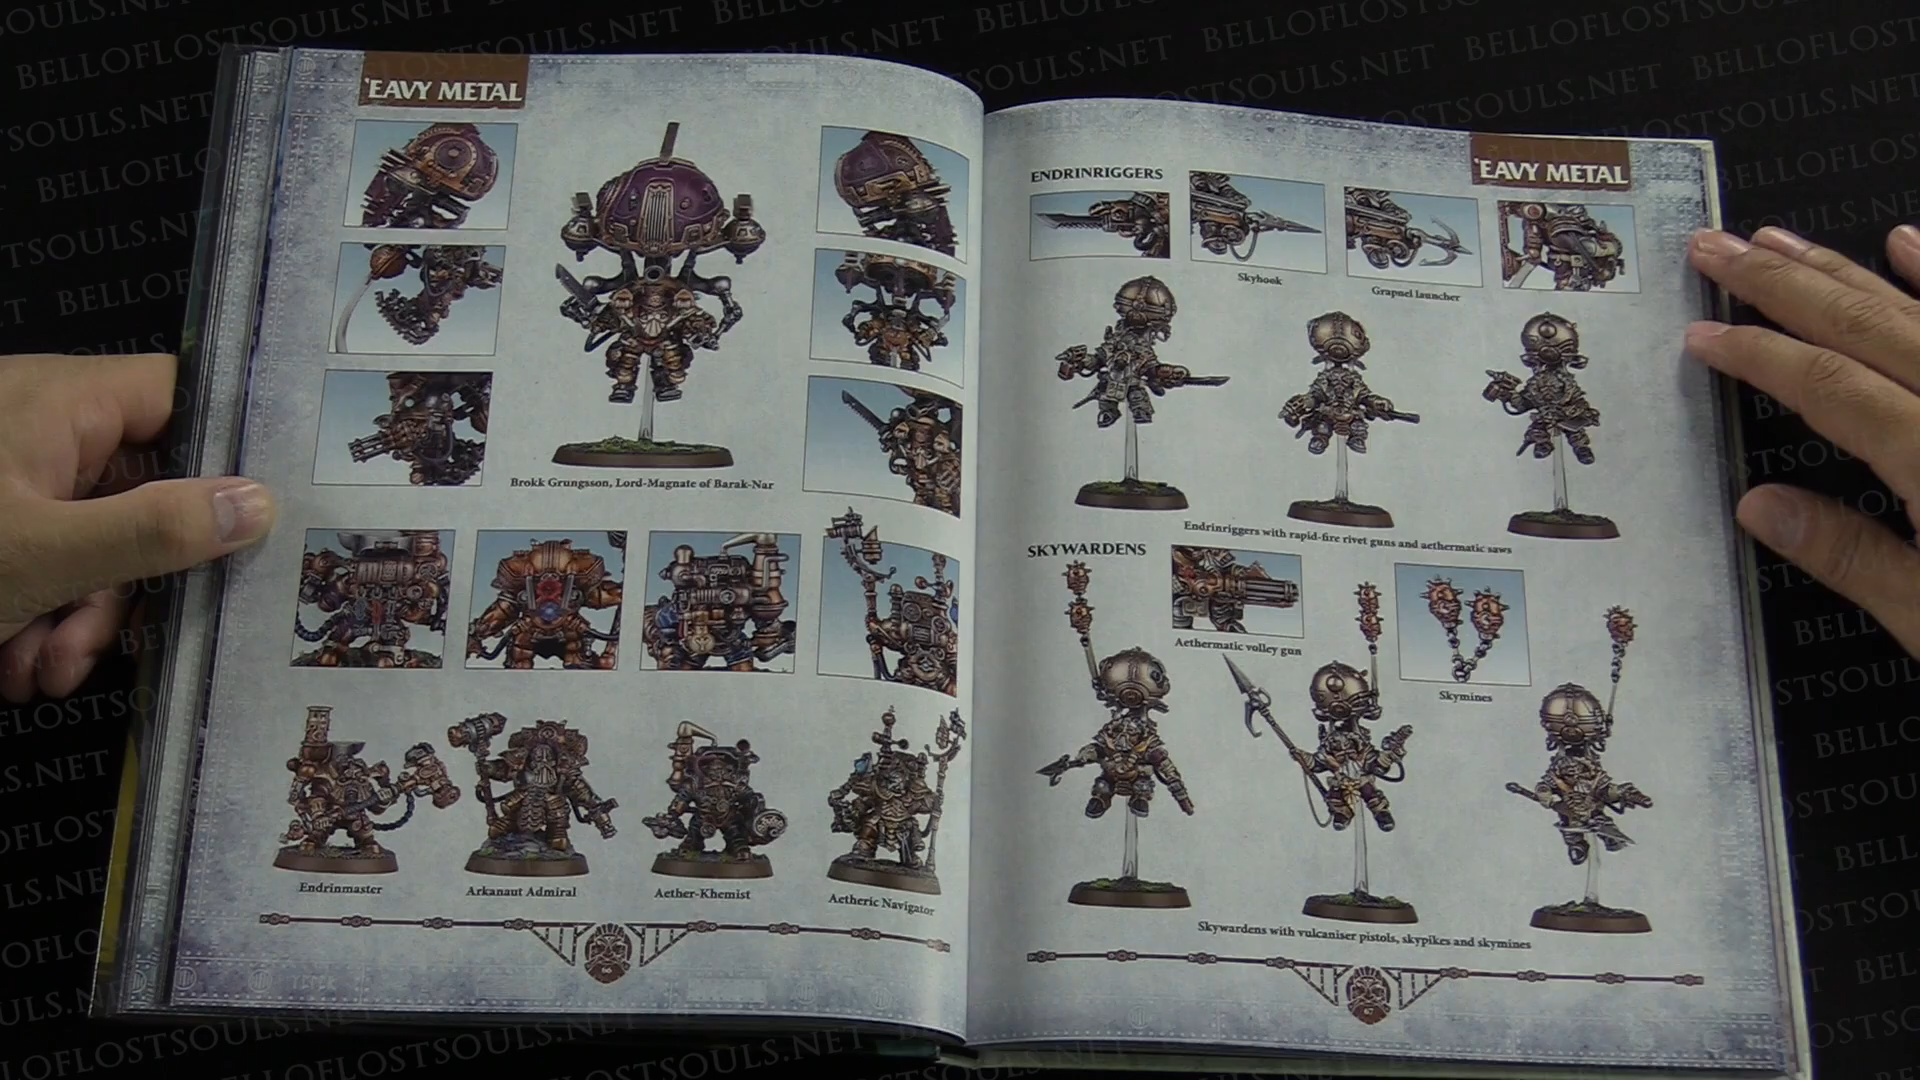 'EAVY METAL
Brokk Grungsson, Lord-Magnate of Barak-Nar
Endrinmaster
Arkanaut Admiral
Aether-Khemist
Aetheric Navigator
66
'EAVY METAL
ENDRINRIGGERS
Skyhook
Grapnel launcher
Endrinriggers with rapid-fire rivet guns and aethermatic saws
SKYWARDENS
Aethermatic volley gun
Skymines
Skywardens with vulcaniser pistols, skypikes and skymines
67
BELLOFLOSTSOULS.NET